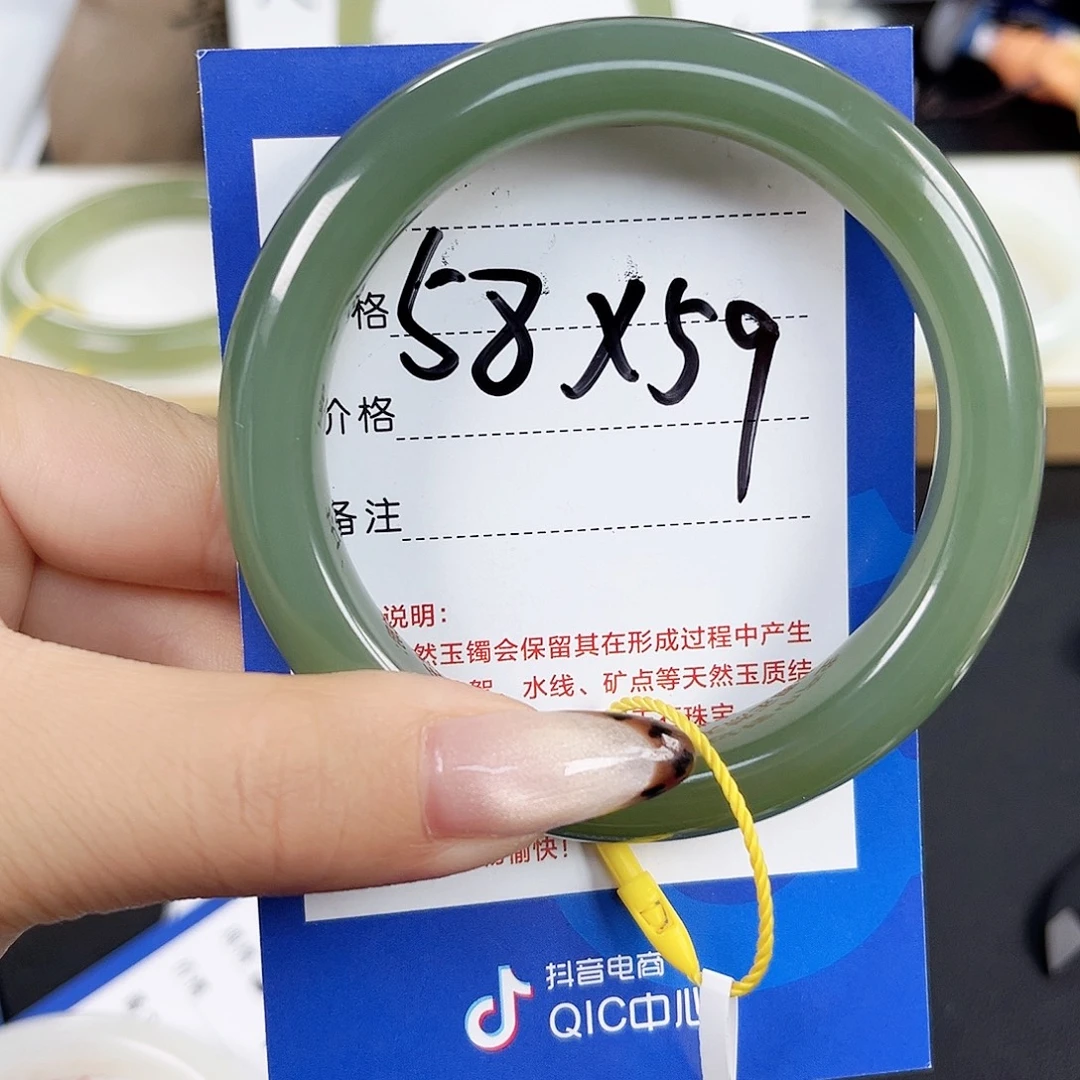 格 58X59
价格
备注
说明：
然玉镯会保留其在形成过程中产生
水线、矿点等天然玉质结
珠宝
愉快！
抖音电商
QIC中心